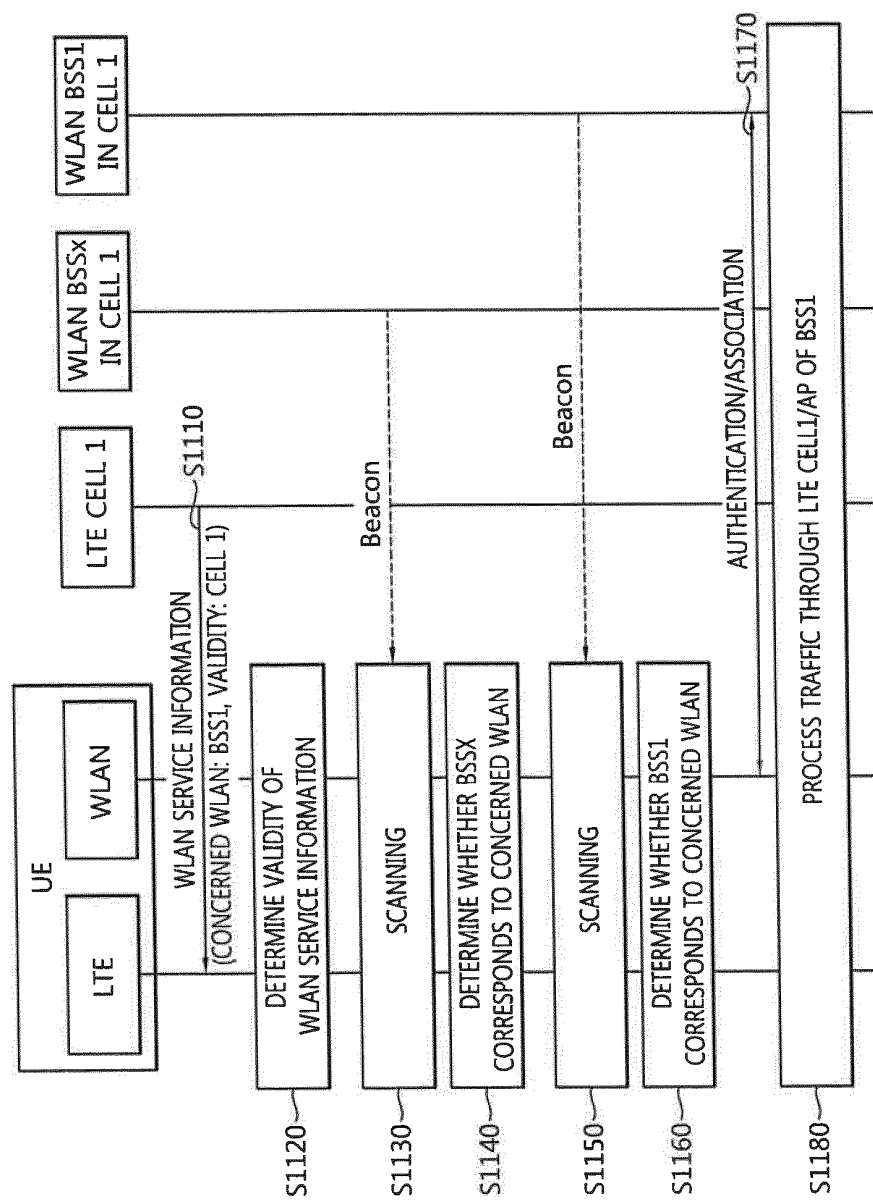 UE
LTE
WLAN
LTE CELL 1
WLAN BSSx
IN CELL 1
WLAN BSS1
IN CELL 1
WLAN SERVICE INFORMATION
(CONCERNED WLAN: BSS1, VALIDITY: CELL 1)
S1110
S1120
DETERMINE VALIDITY OF
WLAN SERVICE INFORMATION
S1130
SCANNING
Beacon
S1140
DETERMINE WHETHER BSSX
CORRESPONDS TO CONCERNED WLAN
S1150
SCANNING
Beacon
S1160
DETERMINE WHETHER BSS1
CORRESPONDS TO CONCERNED WLAN
AUTHENTICATION/ASSOCIATION
S1170
S1180
PROCESS TRAFFIC THROUGH LTE CELL1/AP OF BSS1